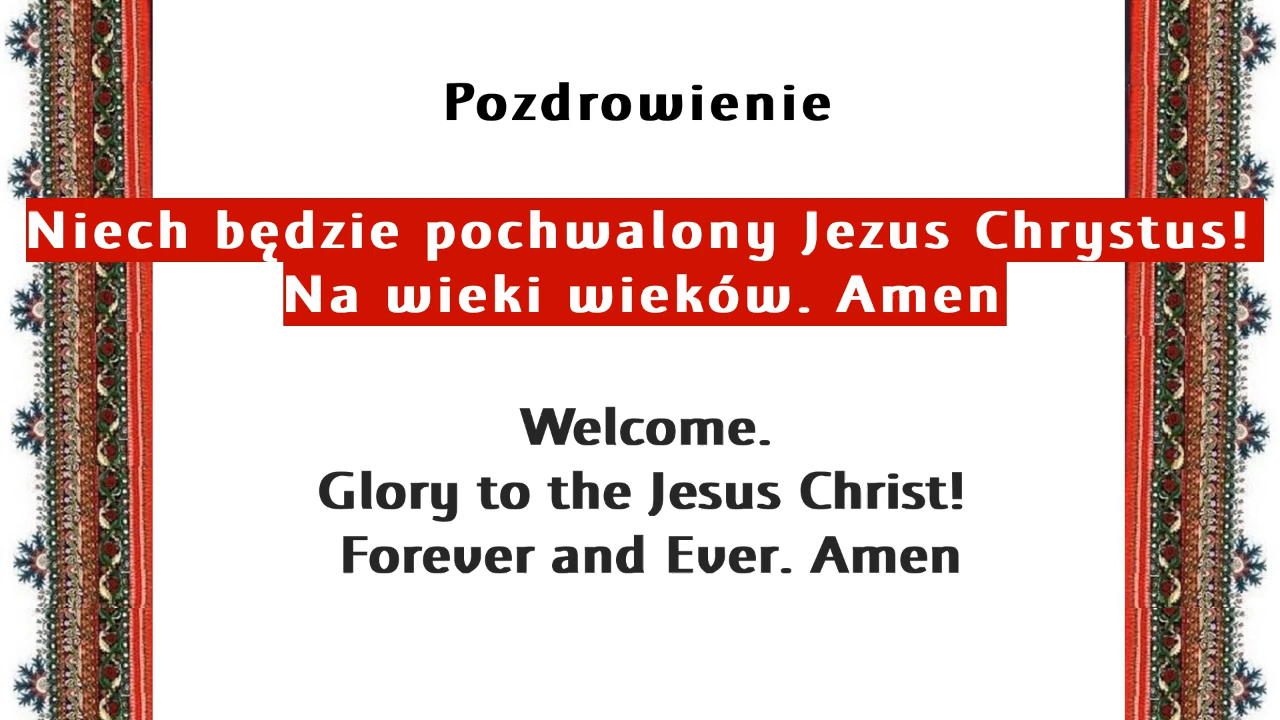 Pozdrowienie
Niech będzie pochwalony Jezus Chrystus!
Na wieki wieków. Amen
Welcome.
Glory to the Jesus Christ!
Forever and Ever. Amen